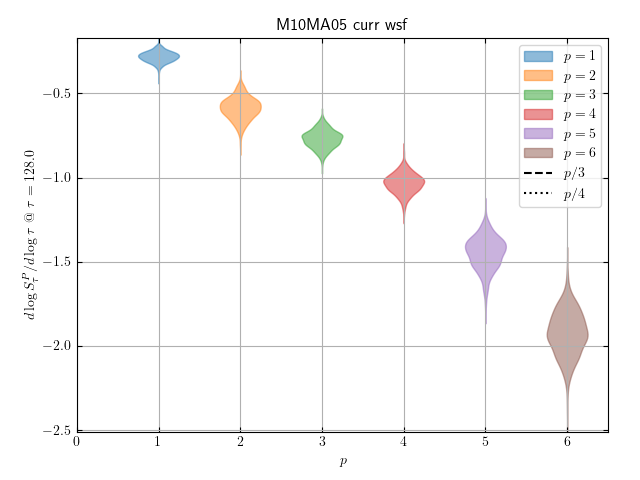 M10MA05 curr wsf
d log S_τ^P / d log τ @ τ = 128.0
−0.5
−1.0
−1.5
−2.0
−2.5
0
1
2
3
4
5
6
p
p = 1
p = 2
p = 3
p = 4
p = 5
p = 6
p/3
p/4